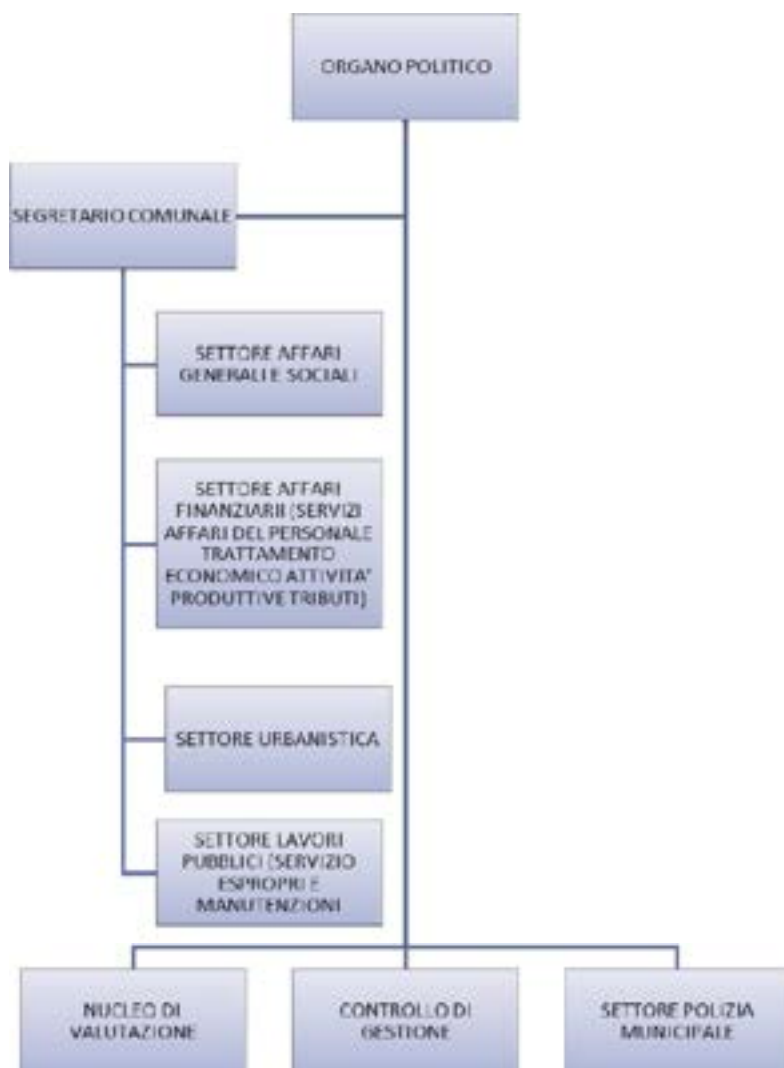 ORGANO POLITICO
SEGRETARIO COMUNALE
SETTORE AFFARI
GENERALI E SOCIALI
SETTORE AFFARI
FINANZIARII (SERVIZI
AFFARI DEL PERSONALE
TRATTAMENTO
ECONOMICO ATTIVITA'
PRODUTTIVE TRIBUTI)
SETTORE URBANISTICA
SETTORE LAVORI
PUBBLICI (SERVIZIO
ESPROPRI E
MANUTENZIONI
NUCLEO DI
VALUTAZIONE
CONTROLLO DI
GESTIONE
SETTORE POLIZIA
MUNICIPALE